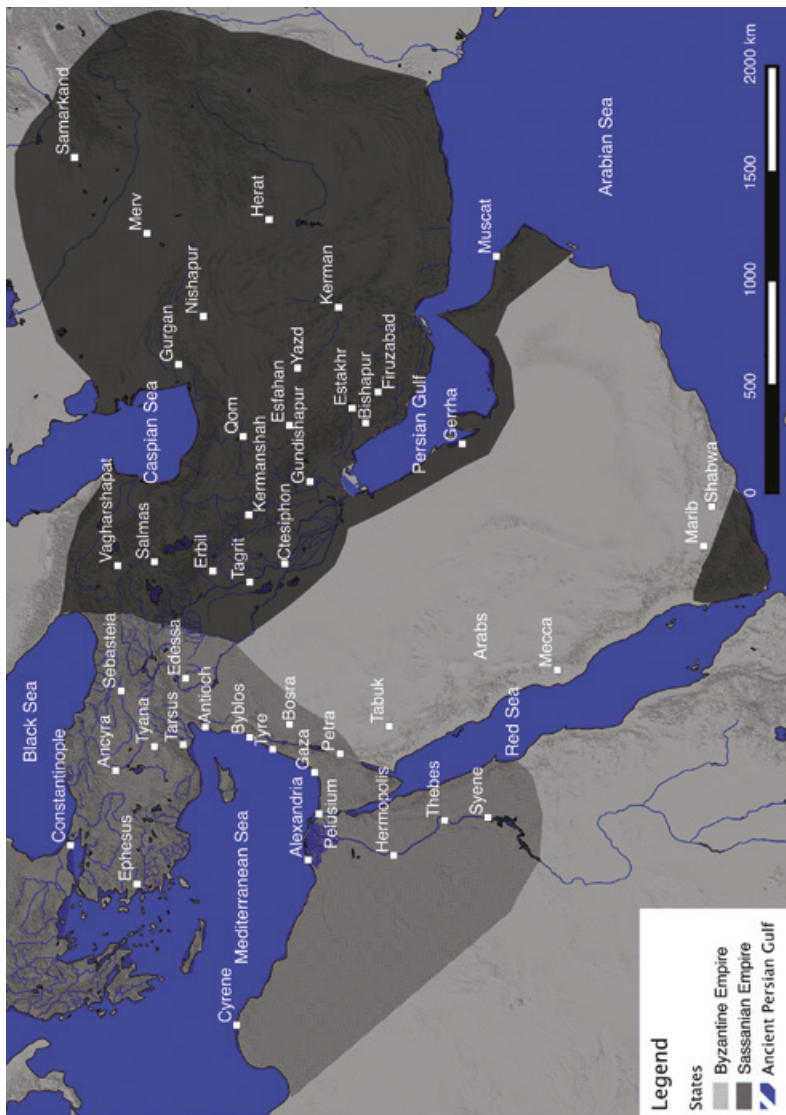 Black Sea
Constantinople
Ancyra
Sebasteia
Ephesus
Tyana
Tarsus
Edessa
Antioch
Vagharshapat
Salmas
Caspian Sea
Samarkand
Merv
Gurgan
Nishapur
Herat
Erbil
Tagrit
Kermanshah
Qom
Ctesiphon
Gundishapur
Esfahan
Yazd
Kerman
Estakhr
Bishapur
Firuzabad
Cyrene
Mediterranean Sea
Byblos
Tyre
Bosra
Gaza
Petra
Alexandria
Pelusium
Hermopolis
Tabuk
Thebes
Syene
Red Sea
Arabs
Mecca
Persian Gulf
Gerrha
Muscat
Arabian Sea
Marib
Shabwa
Legend
States
Byzantine Empire
Sassanian Empire
Ancient Persian Gulf
0 500 1000 1500 2000 km